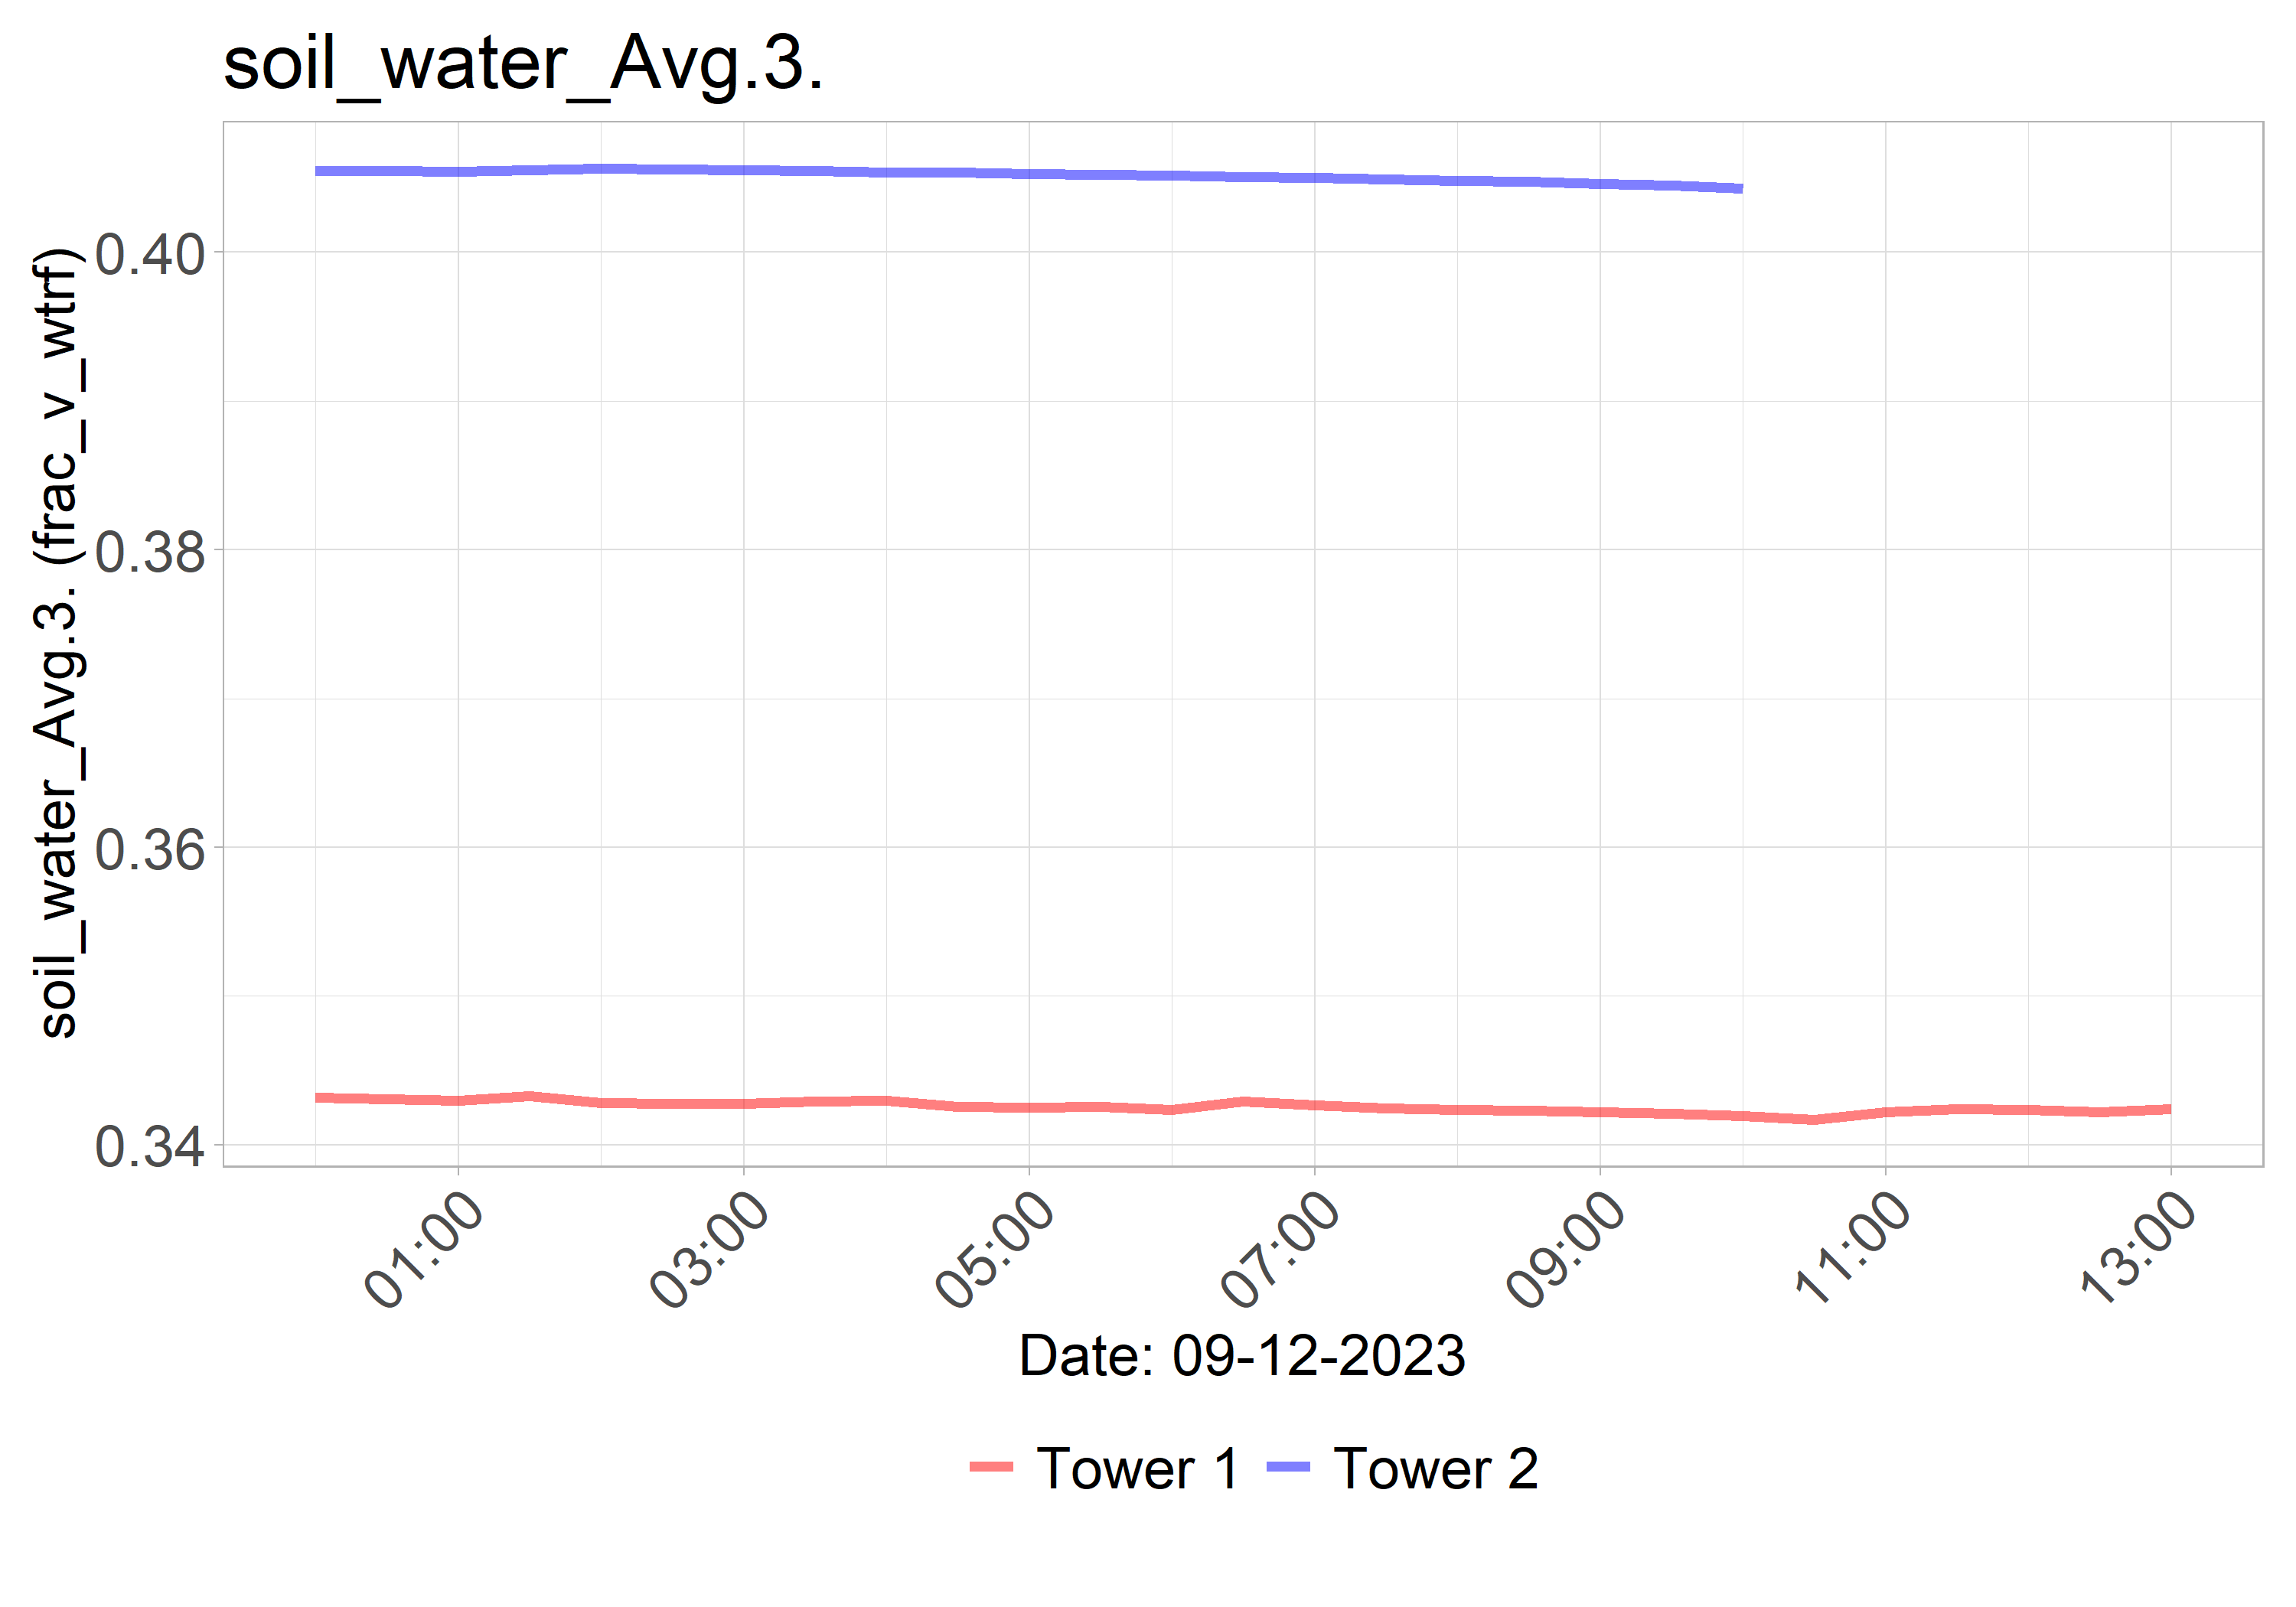 soil_water_Avg.3.
soil_water_Avg.3. (frac_v_wtrf)
0.40
0.38
0.36
0.34
01:00
03:00
05:00
07:00
09:00
11:00
13:00
Date: 09-12-2023
Tower 1
Tower 2